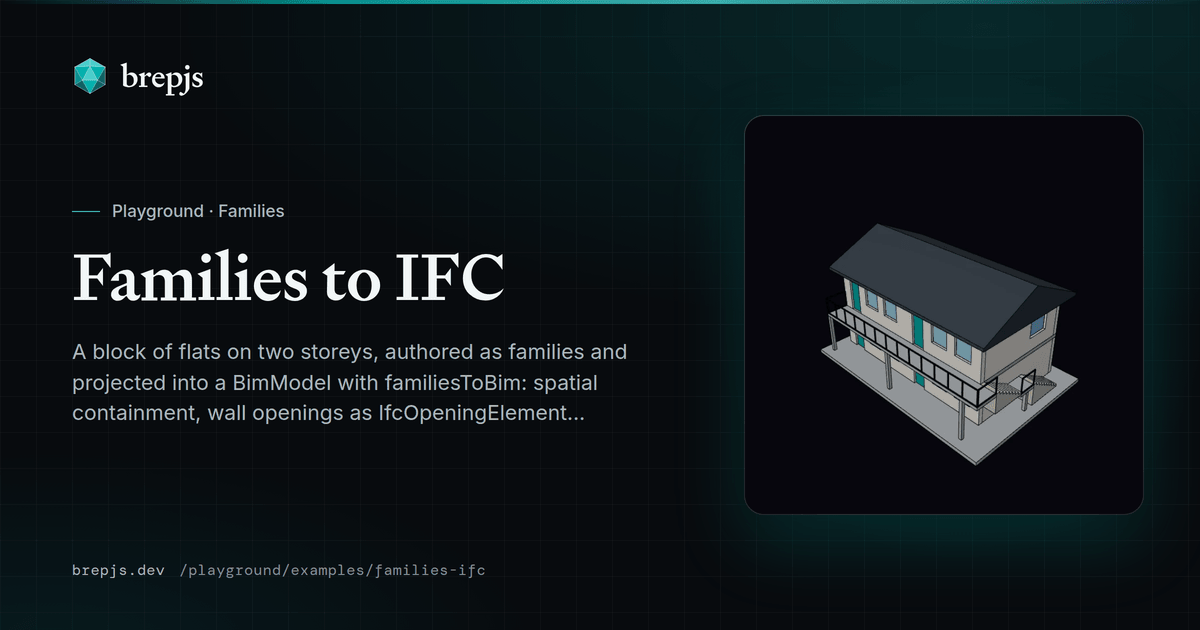 brepjs
Playground · Families
Families to IFC
A block of flats on two storeys, authored as families and
projected into a BimModel with familiesToBim: spatial
containment, wall openings as IfcOpeningElement...
brepjs.dev /playground/examples/families-ifc